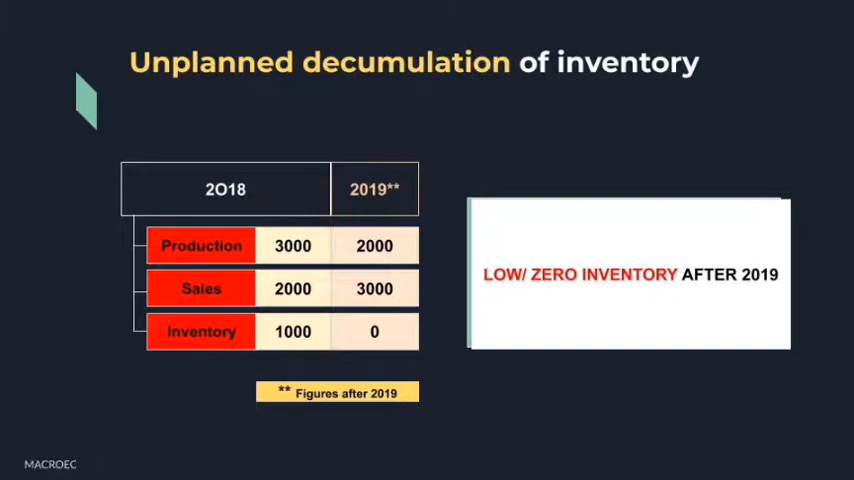 Unplanned decumulation of inventory
2O18 2019**
Production 3000 2000
Sales 2000 3000
Inventory 1000 0
LOW/ ZERO INVENTORY AFTER 2019
** Figures after 2019
MACROEC